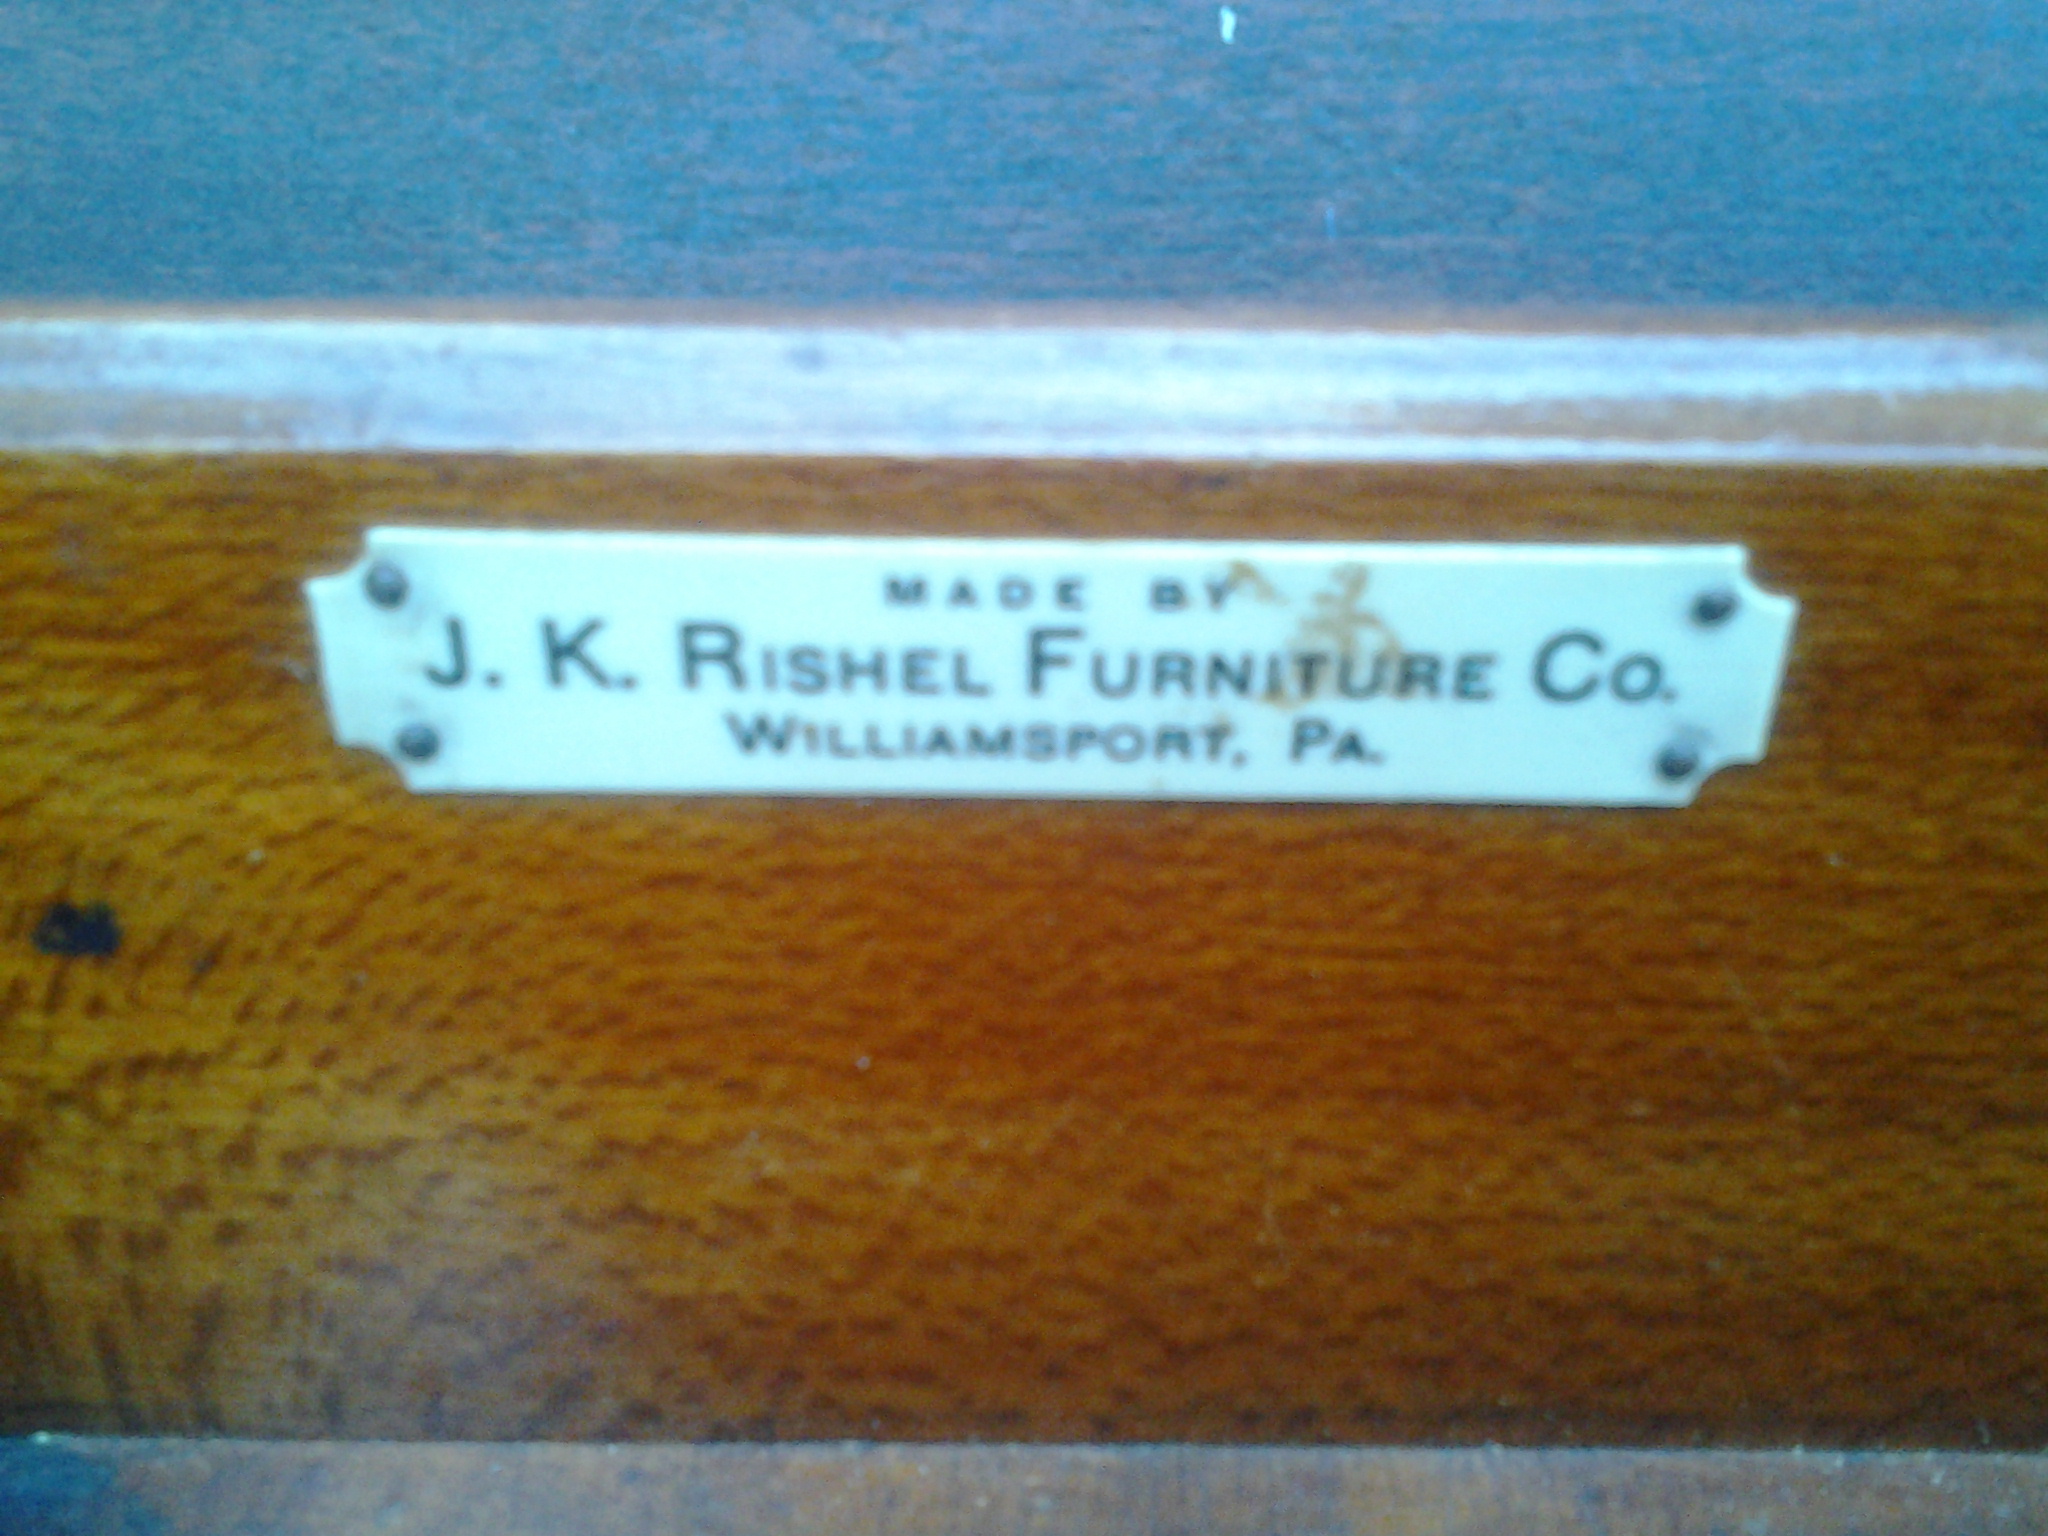 MADE BY
J. K. RISHEL FURNITURE CO.
WILLIAMSPORT, PA.